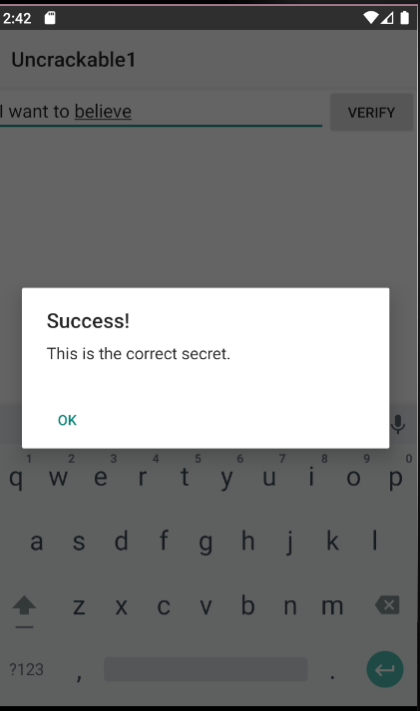 2:42
Uncrackable1
I want to believe
VERIFY
Success!
This is the correct secret.
OK
1 2 3 4 5 6 7 8 9 0
q w e r t y u i o p
a s d f g h j k l
z x c v b n m
?123 , .